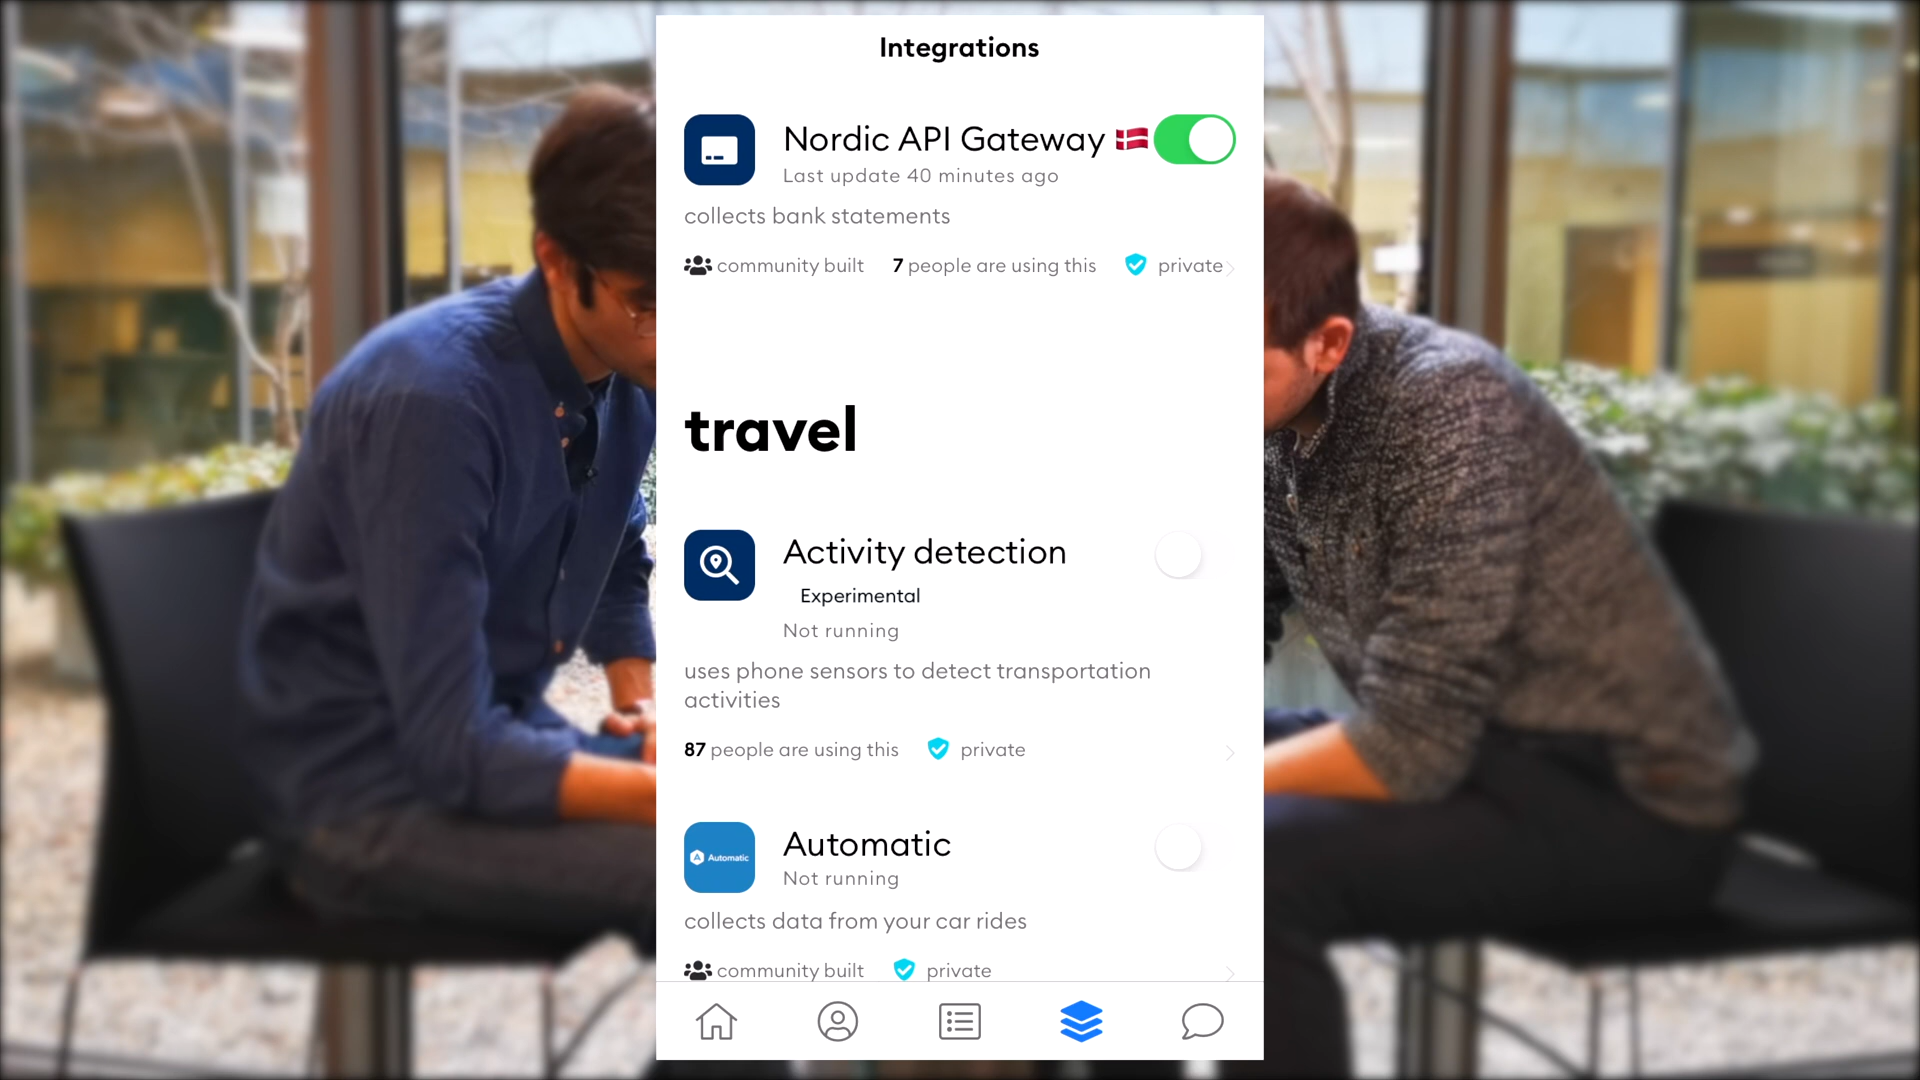 Integrations
Nordic API Gateway 🇩🇰
Last update 40 minutes ago
collects bank statements
community built 7 people are using this private
travel
Activity detection
Experimental
Not running
uses phone sensors to detect transportation
activities
87 people are using this private
Automatic
Automatic
Not running
collects data from your car rides
community built private